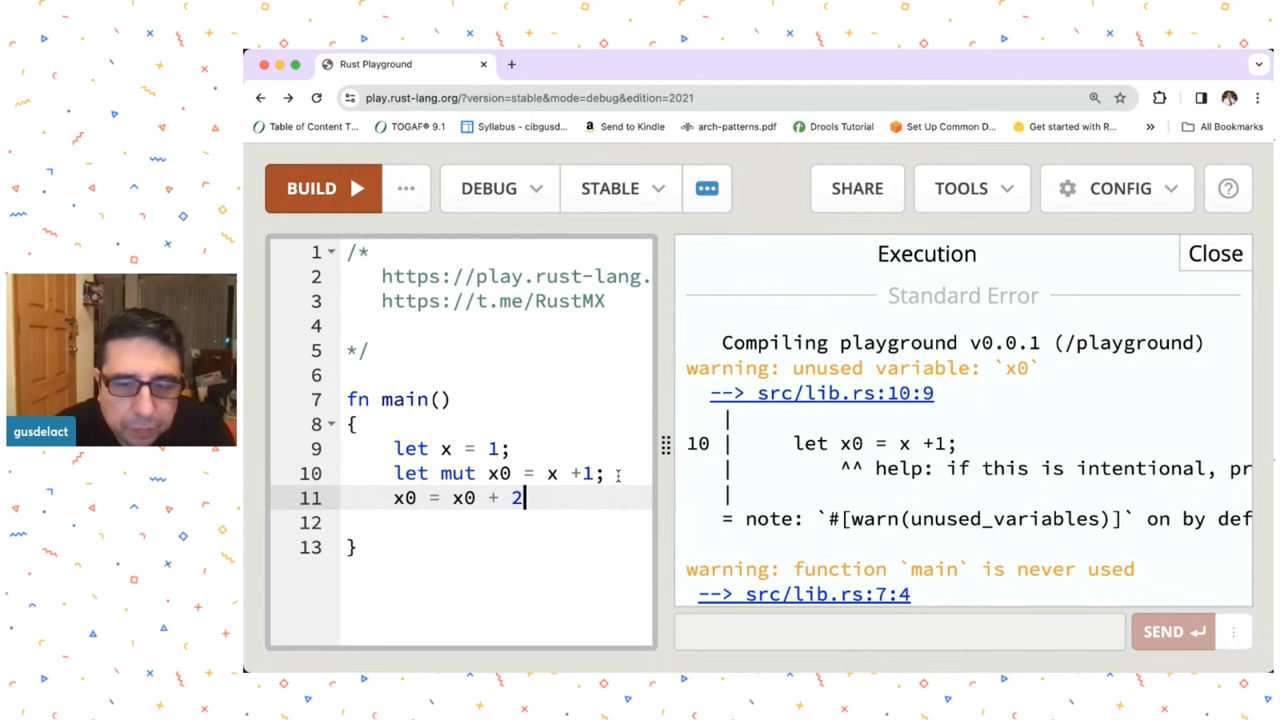 Rust Playground
play.rust-lang.org/?version=stable&mode=debug&edition=2021
Table of Content T... TOGAF® 9.1 Syllabus - cibgusd... Send to Kindle arch-patterns.pdf Drools Tutorial Set Up Common D... Get started with R... » All Bookmarks
BUILD ... DEBUG STABLE ... SHARE TOOLS CONFIG ?
1 /*
2 https://play.rust-lang.
3 https://t.me/RustMX
4
5 */
6
7 fn main()
8 {
9 let x = 1;
10 let mut x0 = x +1;
11 x0 = x0 + 2
12
13 }
Execution
Close
Standard Error
Compiling playground v0.0.1 (/playground)
warning: unused variable: `x0`
--> src/lib.rs:10:9
|
10 | let x0 = x +1;
| ^^ help: if this is intentional, pr
|
= note: `#[warn(unused_variables)]` on by def
warning: function `main` is never used
--> src/lib.rs:7:4
SEND
gusdelact